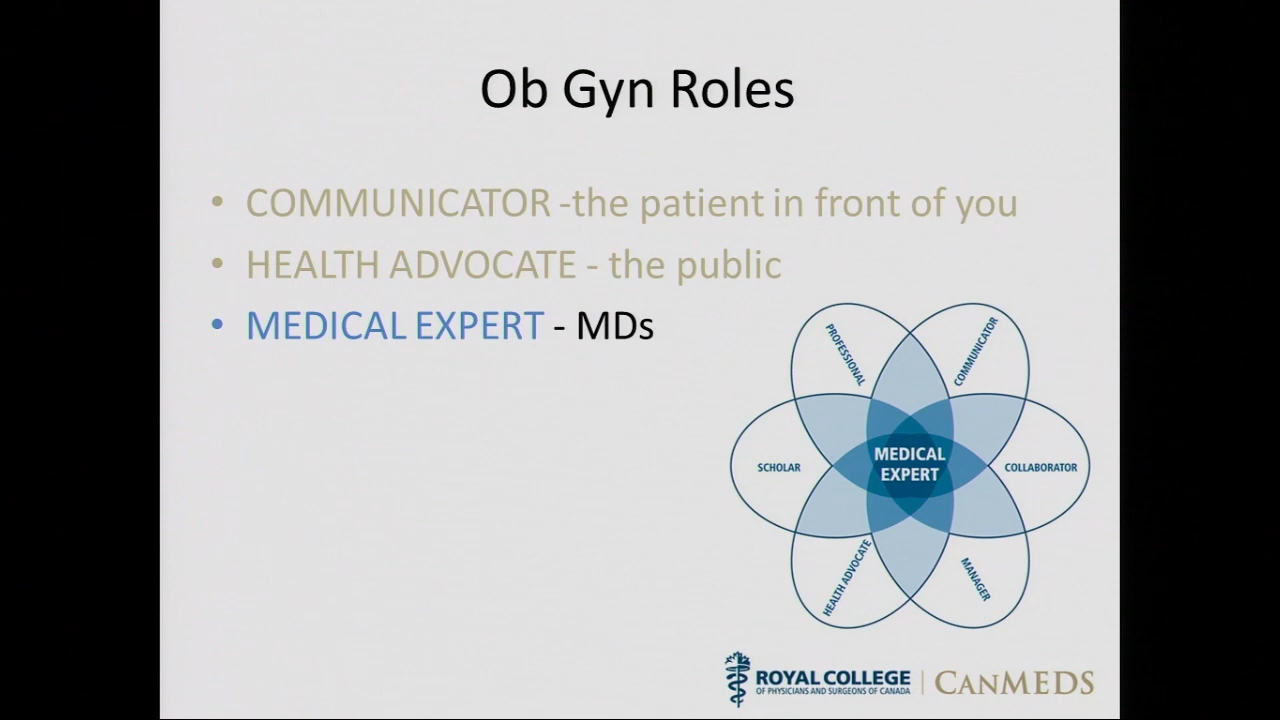 Ob Gyn Roles
• COMMUNICATOR -the patient in front of you
• HEALTH ADVOCATE - the public
• MEDICAL EXPERT - MDs
PROFESSIONAL
COMMUNICATOR
SCHOLAR
MEDICAL
EXPERT
COLLABORATOR
HEALTH ADVOCATE
MANAGER
ROYAL COLLEGE
OF PHYSICIANS AND SURGEONS OF CANADA
CANMEDS